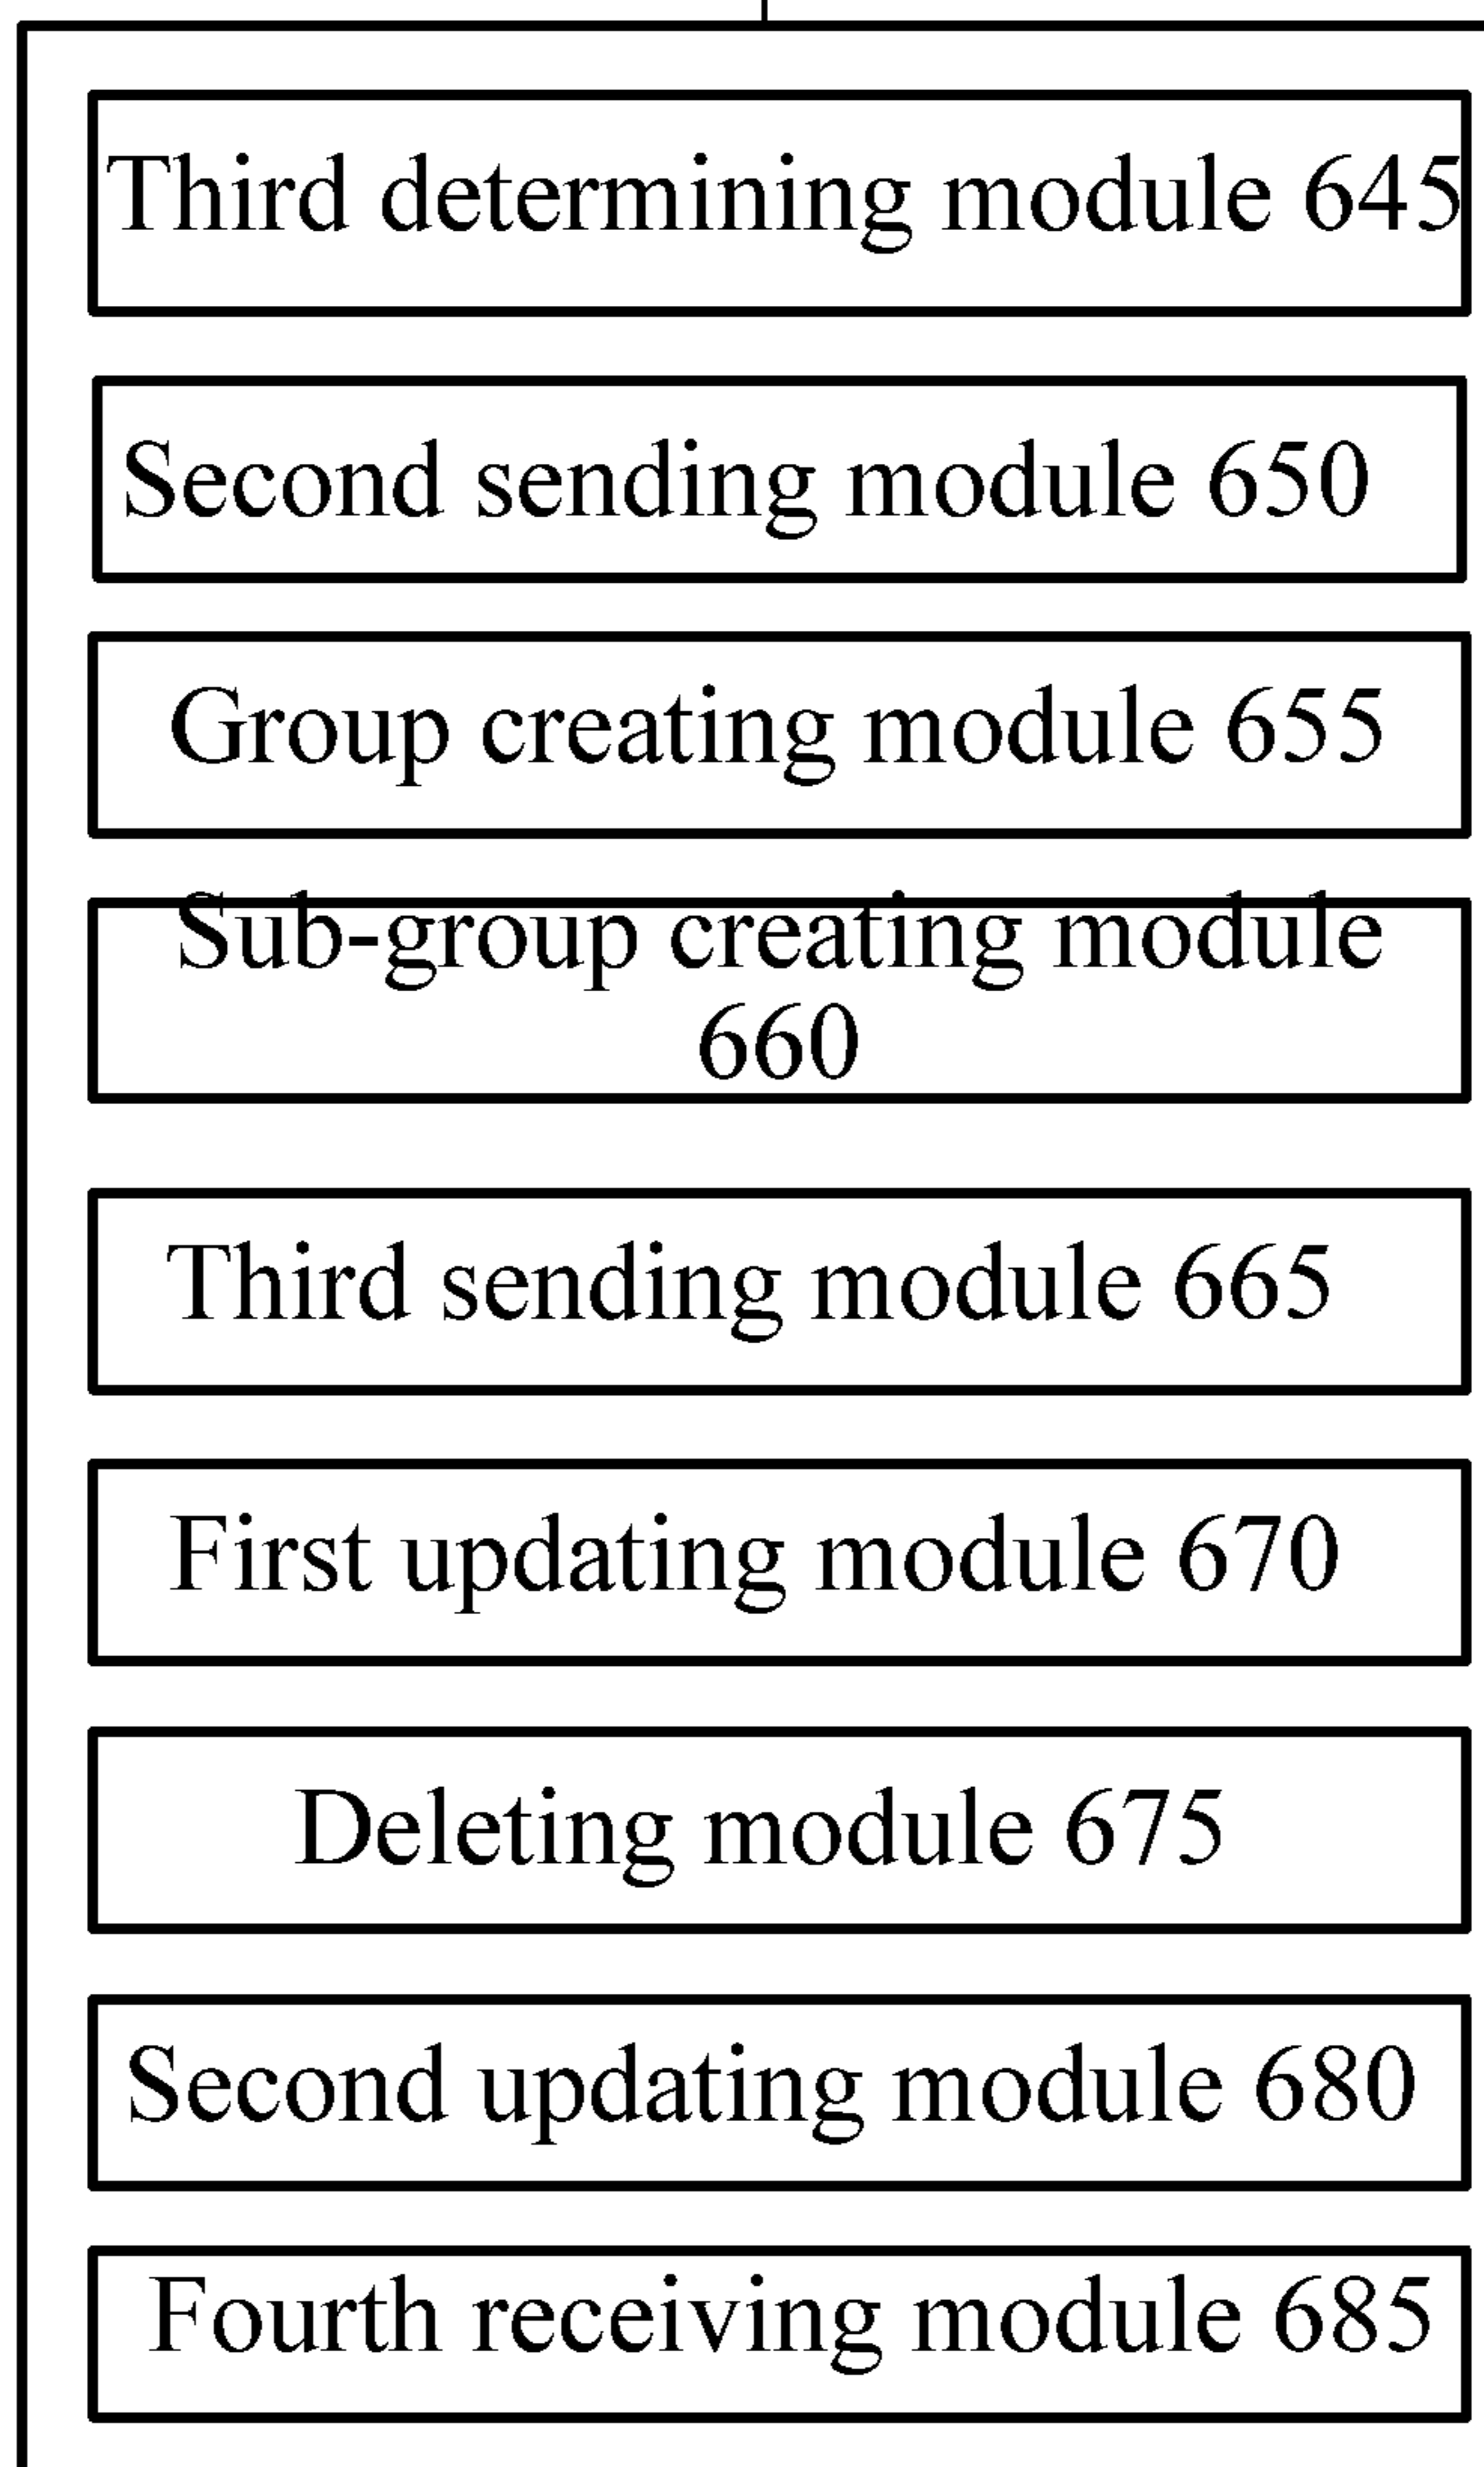 Third determining module 645
Second sending module 650
Group creating module 655
Sub-group creating module
660
Third sending module 665
First updating module 670
Deleting module 675
Second updating module 680
Fourth receiving module 685